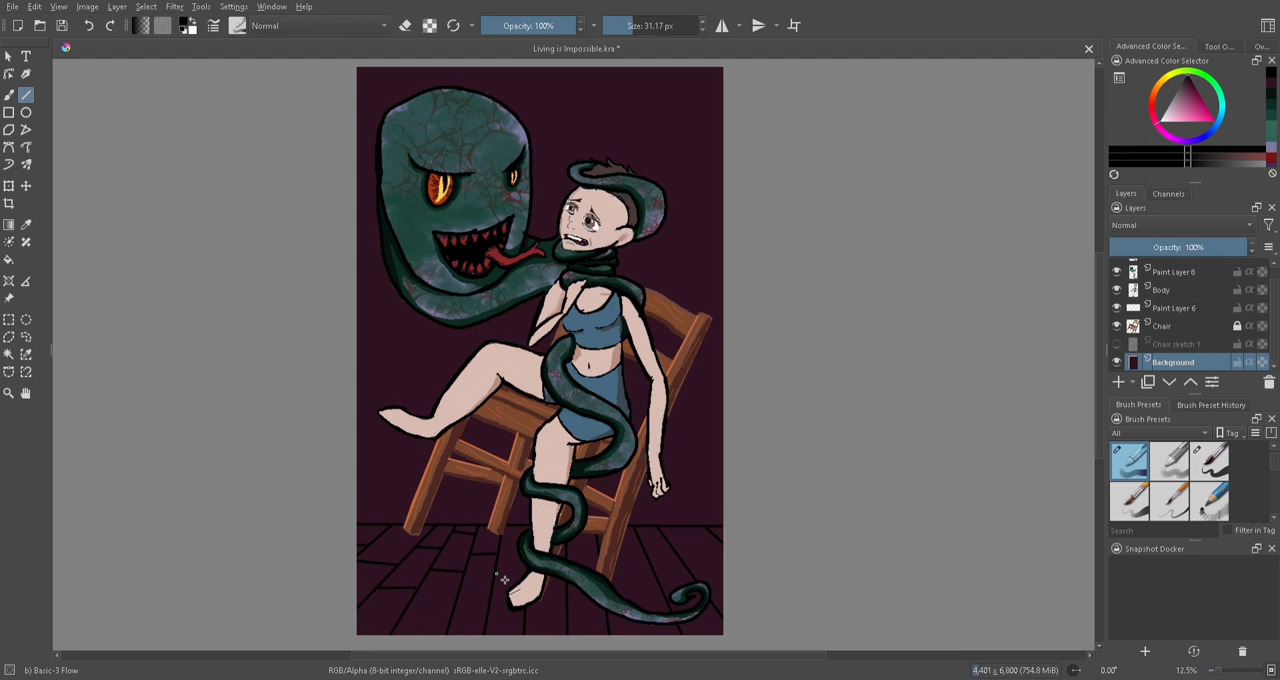 File Edit View Image Layer Select Filter Tools Settings Window Help
Normal Opacity: 100% Size: 31.17 px
Living is Impossible.kra *
Advanced Color Se... Tool O... Ov...
Advanced Color Selector
Layers Channels
Layers
Normal
Opacity: 100%
Paint Layer 8
Body
Paint Layer 6
Chair
Chair sketch 1
Background
Brush Presets Brush Preset History
Brush Presets
All Tag
Search Filter in Tag
Snapshot Docker
b) Basic-3 Flow RGB/Alpha (8-bit integer/channel) sRGB-elle-V2-srgbtrc.icc 4,401 x 6,800 (754.8 MiB) 0.00° 12.5%